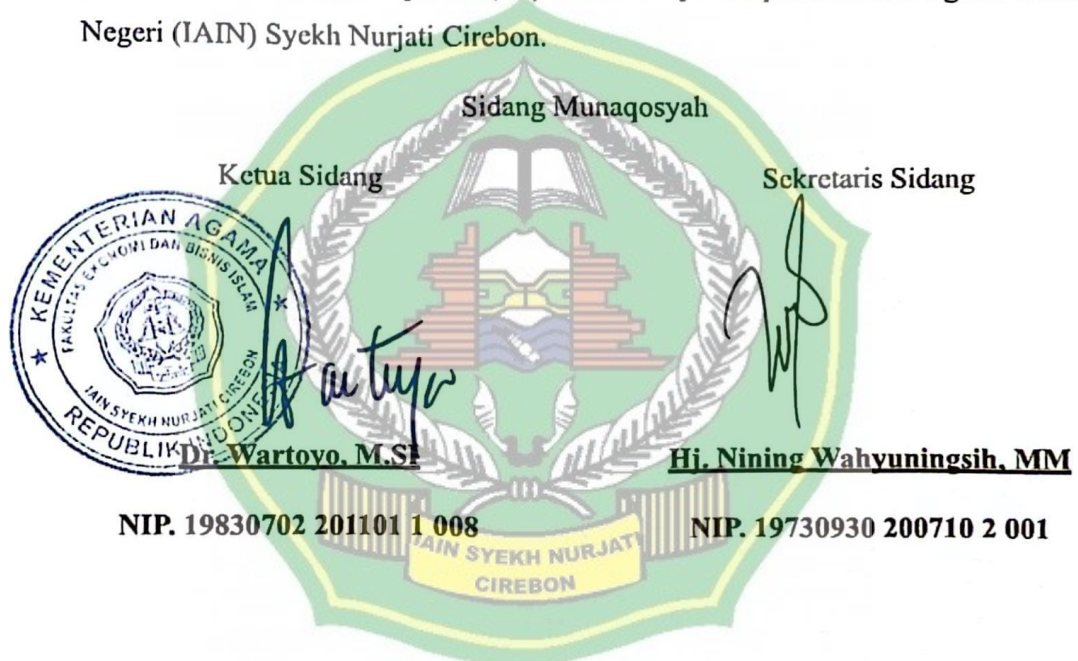 Negeri (IAIN) Syekh Nurjati Cirebon.
Sidang Munaqosyah
Ketua Sidang
Sekretaris Sidang
KEMENTERIAN AGAMA
FAKULTAS EKONOMI DAN BISNIS ISLAM
IAIN SYEKH NURJATI CIREBON
REPUBLIK INDONESIA
Dr. Wartoyo, M.SI
Hj. Nining Wahyuningsih, MM
NIP. 19830702 201101 1 008
NIP. 19730930 200710 2 001
IAIN SYEKH NURJATI
CIREBON